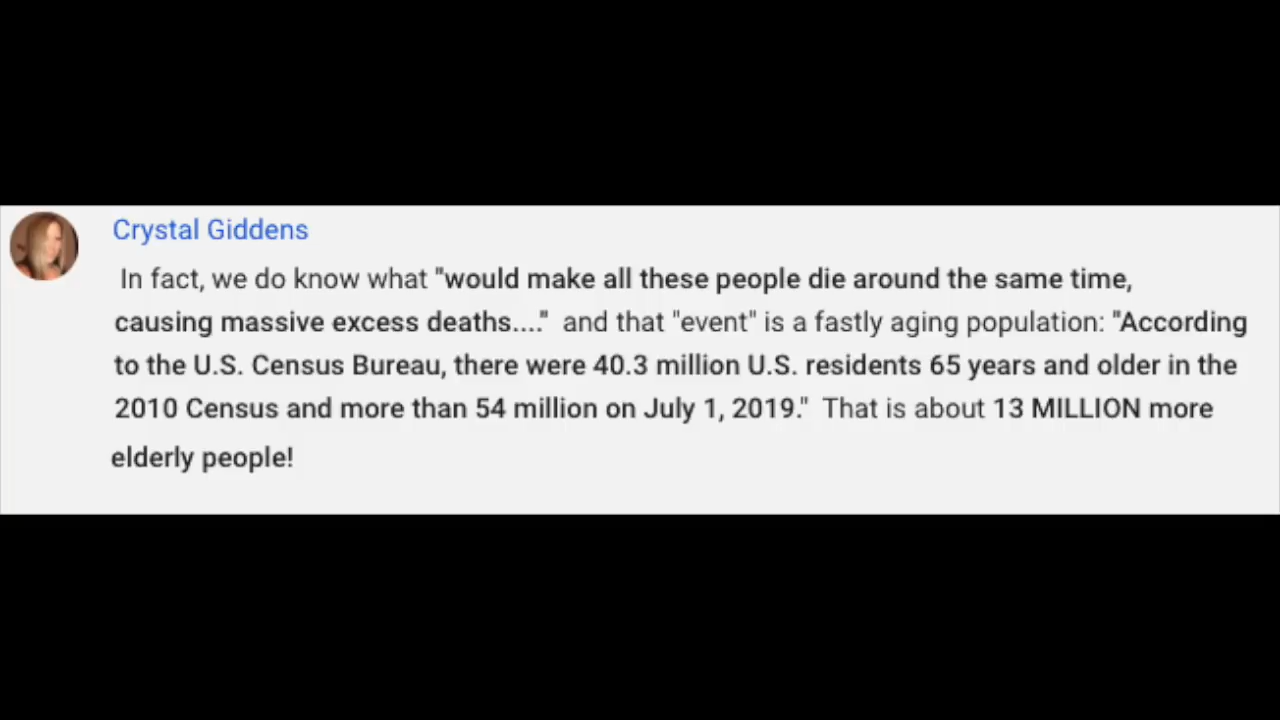 Crystal Giddens
In fact, we do know what "would make all these people die around the same time,
causing massive excess deaths...." and that "event" is a fastly aging population: "According
to the U.S. Census Bureau, there were 40.3 million U.S. residents 65 years and older in the
2010 Census and more than 54 million on July 1, 2019." That is about 13 MILLION more
elderly people!